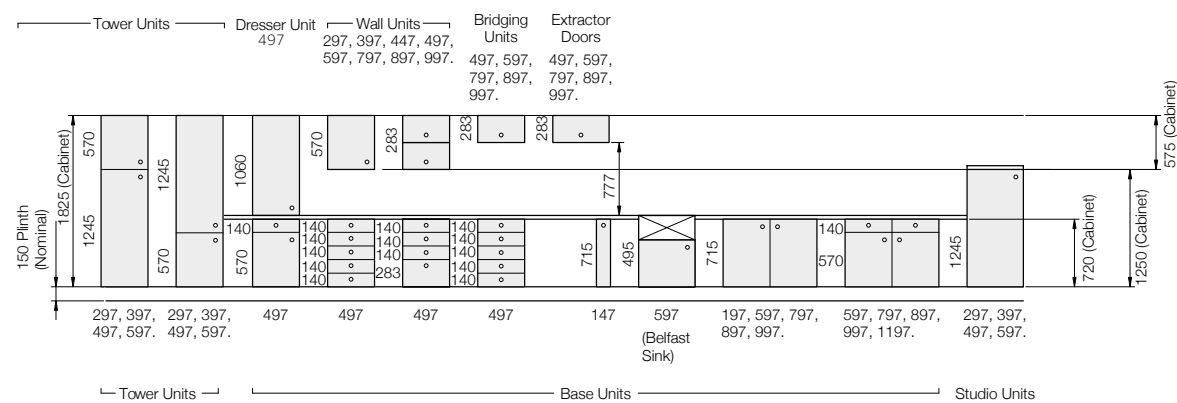 Tower Units
Dresser Unit
497
Wall Units
297, 397, 447, 497,
597, 797, 897, 997.
Bridging
Units
497, 597,
797, 897,
997.
Extractor
Doors
497, 597,
797, 897,
997.
150 Plinth
(Nominal)
1825 (Cabinet)
570
1245
1245
570
1060
140
570
570
140
140
140
140
140
283
140
140
140
283
283
140
140
140
140
140
283
777
715
495
715
140
570
1245
720 (Cabinet)
1250 (Cabinet)
575 (Cabinet)
297, 397,
497, 597.
297, 397,
497, 597.
497
497
497
497
147
597
(Belfast
Sink)
197, 597, 797,
897, 997.
597, 797, 897,
997, 1197.
297, 397,
497, 597.
Tower Units
Base Units
Studio Units